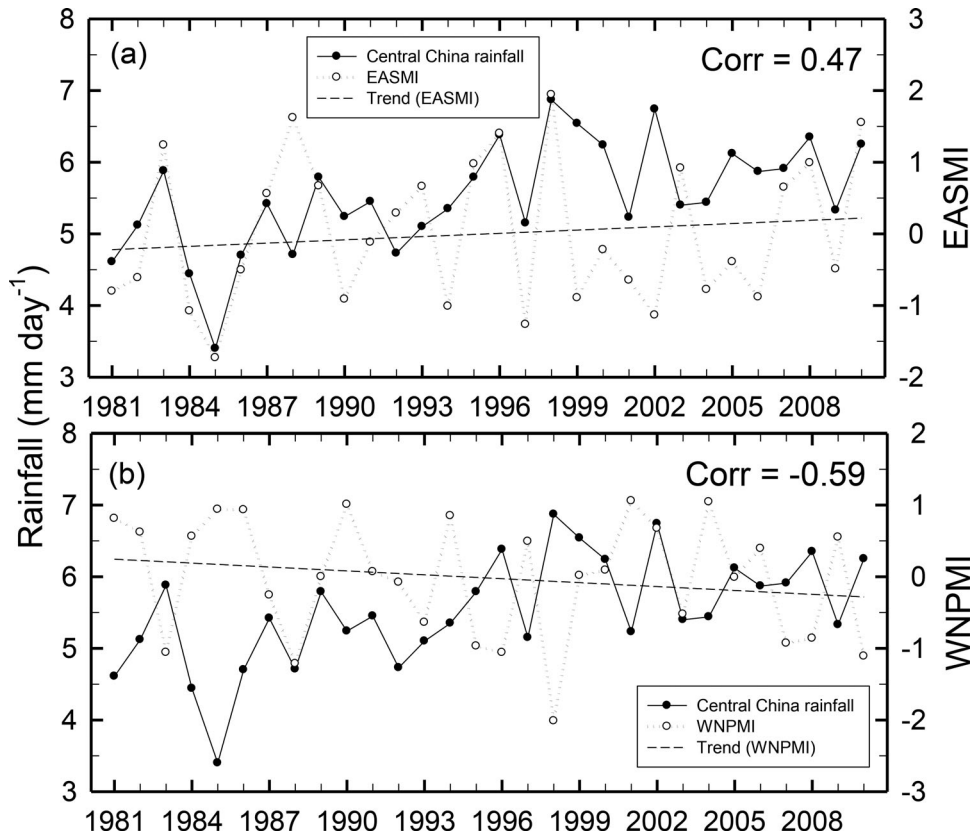 8
3
(a)
Central China rainfall
EASMI
Trend (EASMI)
Corr = 0.47
7
2
6
1
5
0
4
-1
3
-2
EASMI
1981 1984 1987 1990 1993 1996 1999 2002 2005 2008
Rainfall (mm day-1)
8
2
(b)
Corr = -0.59
7
1
6
0
5
-1
4
-2
Central China rainfall
WNPMI
Trend (WNPMI)
3
-3
WNPMI
1981 1984 1987 1990 1993 1996 1999 2002 2005 2008